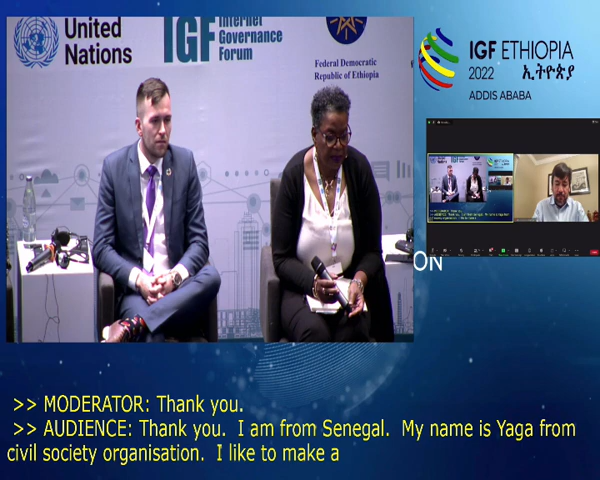 United
Nations
IGF
Internet
Governance
Forum
Federal Democratic
Republic of Ethiopia
IGF ETHIOPIA
2022 ኢትዮጵያ
ADDIS ABABA
ON
>> MODERATOR: Thank you.
>> AUDIENCE: Thank you. I am from Senegal. My name is Yaga from
civil society organisation. I like to make a